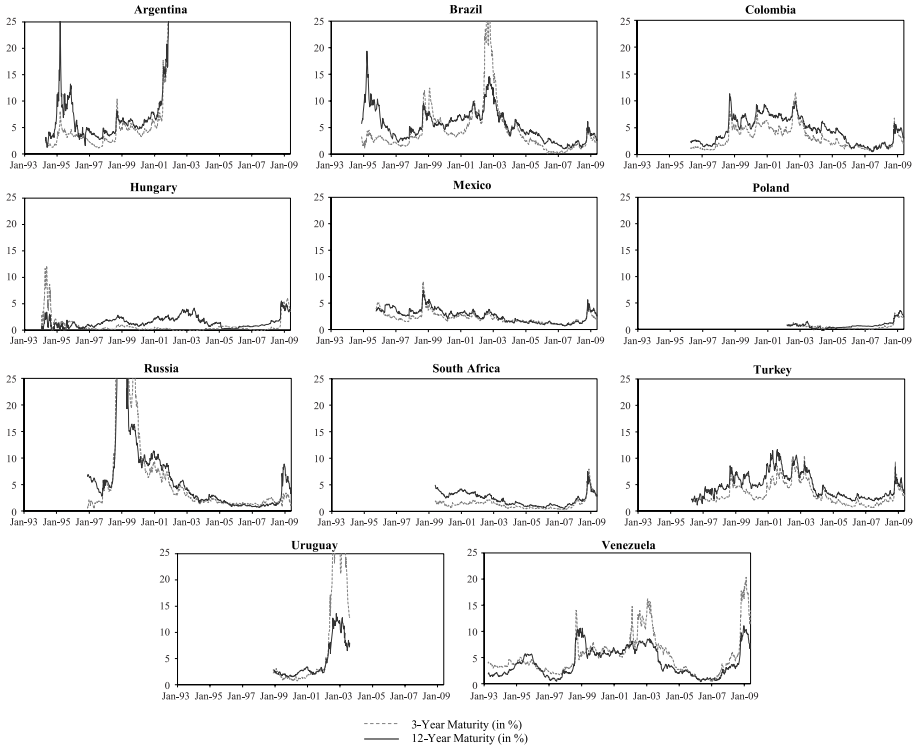 Argentina
25
20
15
10
5
0
Jan-93 Jan-95 Jan-97 Jan-99 Jan-01 Jan-03 Jan-05 Jan-07 Jan-09
Brazil
25
20
15
10
5
0
Jan-93 Jan-95 Jan-97 Jan-99 Jan-01 Jan-03 Jan-05 Jan-07 Jan-09
Colombia
25
20
15
10
5
0
Jan-93 Jan-95 Jan-97 Jan-99 Jan-01 Jan-03 Jan-05 Jan-07 Jan-09
Hungary
25
20
15
10
5
0
Jan-93 Jan-95 Jan-97 Jan-99 Jan-01 Jan-03 Jan-05 Jan-07 Jan-09
Mexico
25
20
15
10
5
0
Jan-93 Jan-95 Jan-97 Jan-99 Jan-01 Jan-03 Jan-05 Jan-07 Jan-09
Poland
25
20
15
10
5
0
Jan-93 Jan-95 Jan-97 Jan-99 Jan-01 Jan-03 Jan-05 Jan-07 Jan-09
Russia
25
20
15
10
5
0
Jan-93 Jan-95 Jan-97 Jan-99 Jan-01 Jan-03 Jan-05 Jan-07 Jan-09
South Africa
25
20
15
10
5
0
Jan-93 Jan-95 Jan-97 Jan-99 Jan-01 Jan-03 Jan-05 Jan-07 Jan-09
Turkey
25
20
15
10
5
0
Jan-93 Jan-95 Jan-97 Jan-99 Jan-01 Jan-03 Jan-05 Jan-07 Jan-09
Uruguay
25
20
15
10
5
0
Jan-93 Jan-95 Jan-97 Jan-99 Jan-01 Jan-03 Jan-05 Jan-07 Jan-09
Venezuela
25
20
15
10
5
0
Jan-93 Jan-95 Jan-97 Jan-99 Jan-01 Jan-03 Jan-05 Jan-07 Jan-09
3-Year Maturity (in %)
12-Year Maturity (in %)